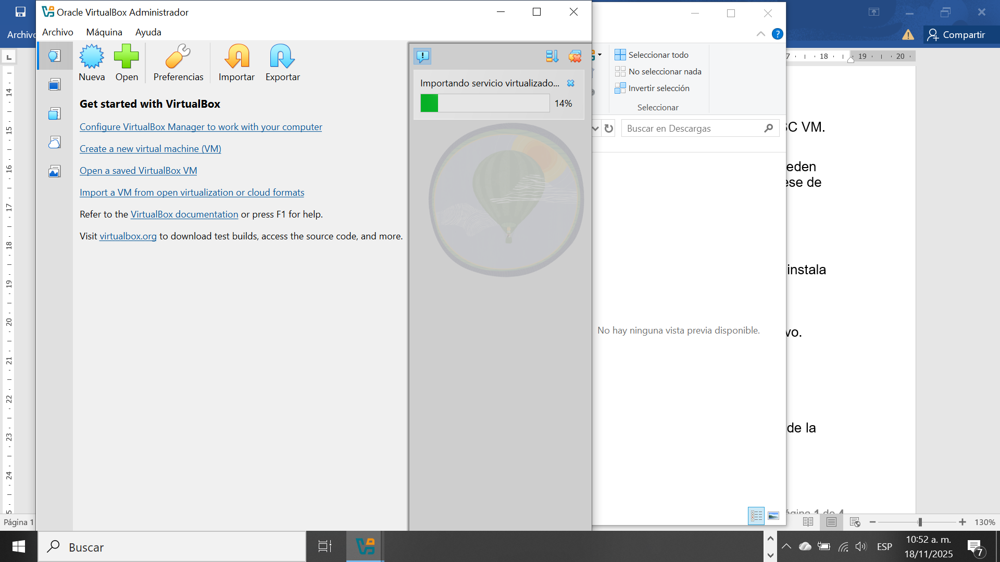 Oracle VirtualBox Administrador
Archivo Máquina Ayuda
Nueva Open Preferencias Importar Exportar
Get started with VirtualBox
Configure VirtualBox Manager to work with your computer
Create a new virtual machine (VM)
Open a saved VirtualBox VM
Import a VM from open virtualization or cloud formats
Refer to the VirtualBox documentation or press F1 for help.
Visit virtualbox.org to download test builds, access the source code, and more.
Importando servicio virtualizado...
14%
Seleccionar todo
No seleccionar nada
Invertir selección
Seleccionar
Buscar en Descargas
No hay ninguna vista previa disponible.
Compartir
18 19 20
C VM.
eden
ese de
instala
vo.
de la
14
15
16
17
18
19
20
21
22
23
24
Página 1
130%
Buscar
ESP
10:52 a. m.
18/11/2025
7